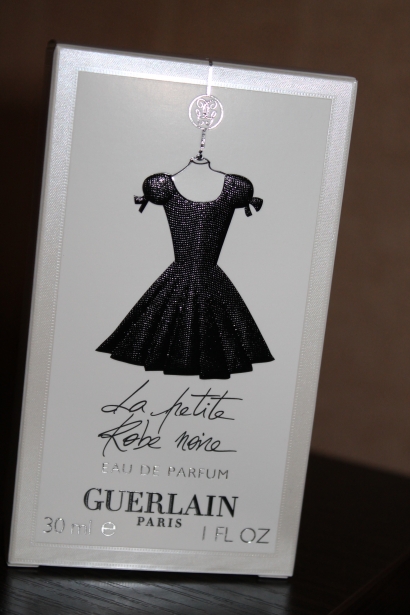 La petite
Robe noire
EAU DE PARFUM
GUERLAIN
PARIS
30 ml ℮ 1 FL OZ